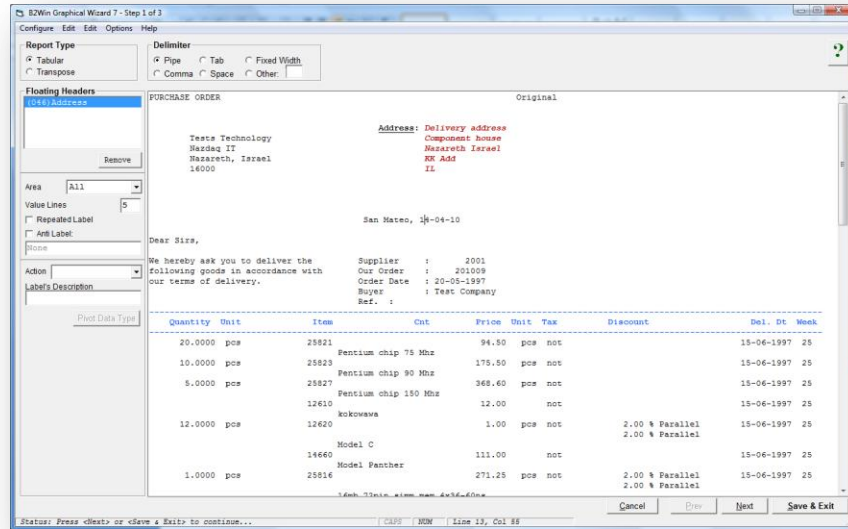 B2Win Graphical Wizard 7 - Step 1 of 3
Configure Edit Edit Options Help
Report Type
Tabular
Transpose
Delimiter
Pipe Tab Fixed Width
Comma Space Other:
?
Floating Headers
(046)Address
Remove
Area All
Value Lines 5
Repeated Label
Anti Label:
None
Action
Label's Description
Pivot Data Type
PURCHASE ORDER Original
Address: Delivery address
Tests Technology Component house
Nazdaq IT Nazareth Israel
Nazareth, Israel KK Add
16000 IL
San Mateo, 14-04-10
Dear Sirs,
We hereby ask you to deliver the Supplier : 2001
following goods in accordance with Our Order : 201009
our terms of delivery. Order Date : 20-05-1997
Buyer : Test Company
Ref. :
Quantity Unit Item Cnt Price Unit Tax Discount Del. Dt Week
20.0000 pcs 25821 94.50 pcs not 15-06-1997 25
Pentium chip 75 Mhz
10.0000 pcs 25823 175.50 pcs not 15-06-1997 25
Pentium chip 90 Mhz
5.0000 pcs 25827 368.60 pcs not 15-06-1997 25
Pentium chip 150 Mhz
12610 12.00 not 15-06-1997 25
kokowawa
12.0000 pcs 12620 1.00 pcs not 2.00 % Parallel 15-06-1997 25
2.00 % Parallel
Model C
14660 111.00 not 15-06-1997 25
Model Panther
1.0000 pcs 25816 271.25 pcs not 2.00 % Parallel 15-06-1997 25
2.00 % Parallel
Cancel Prev Next Save & Exit
Status: Press <Next> or <Save & Exit> to continue... CAPS NUM Line 13, Col 55